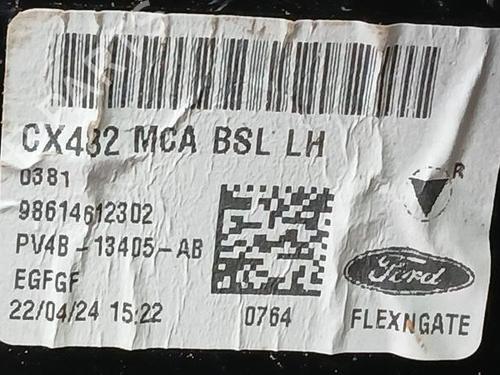 CX482 MCA BSL LH
0381
98614612302
PV4B-13405-AB
EGFGF
22/04/24 15:22
0764
R
Ford
FLEXNGATE